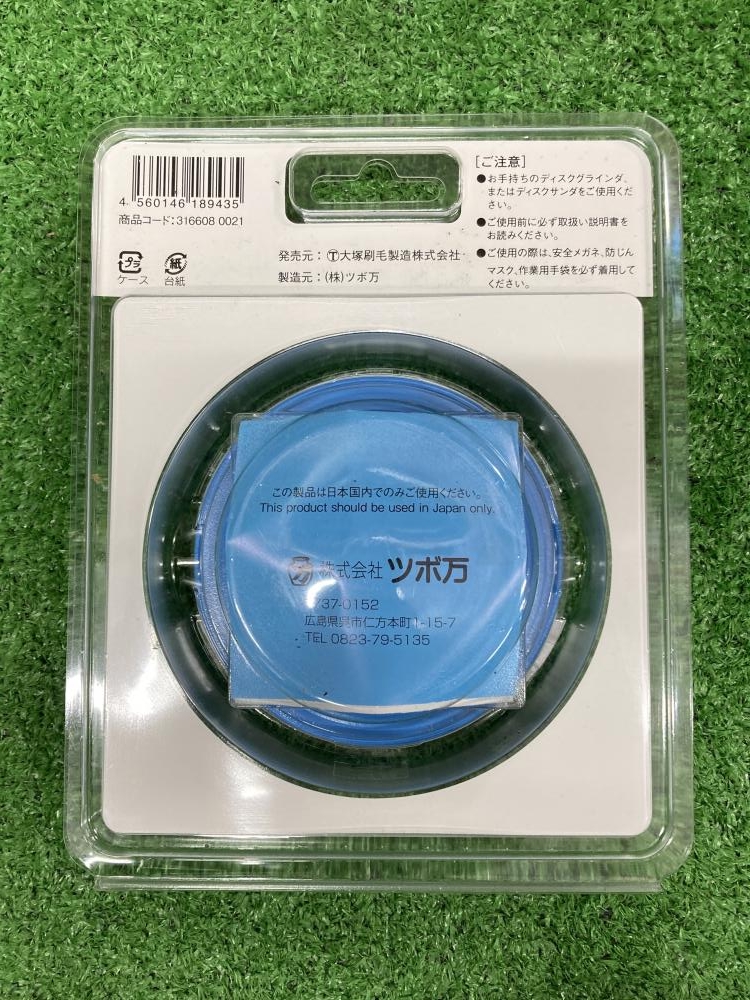 4 560146 189435
商品コード:316608 0021
プラ
ケース
紙
台紙
発売元:Ⓣ大塚刷毛製造株式会社
製造元:(株)ツボ万
[ご注意]
●お手持ちのディスクグラインダ、
またはディスクサンダをご使用くだ
さい。
●ご使用前に必ず取扱い説明書を
お読みください。
●ご使用の際は、安全メガネ、防じん
マスク、作業用手袋を必ず着用して
ください。
この製品は日本国内でのみご使用ください。
This product should be used in Japan only.
株式会社 ツボ万
737-0152
広島県呉市仁方本町1-15-7
TEL 0823-79-5135